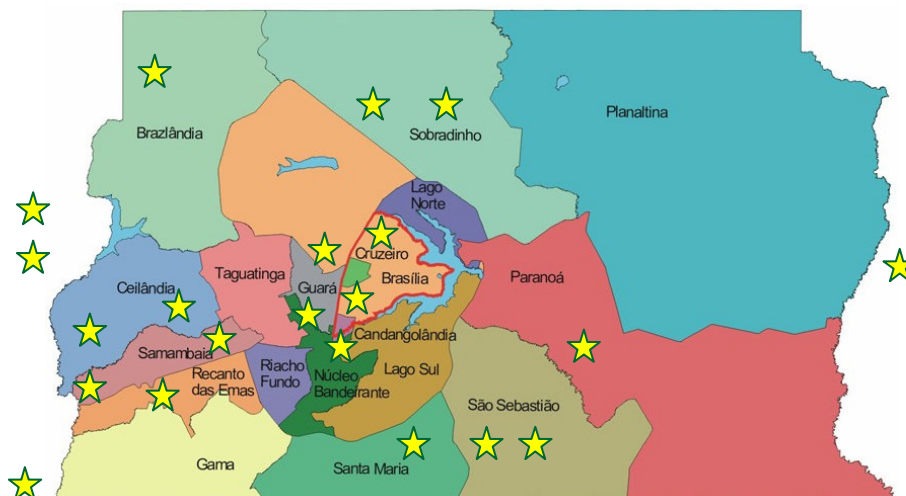 Planaltina
Brazlândia
Sobradinho
Lago
Norte
Cruzeiro
Taguatinga
Paranoá
Brasília
Ceilândia
Guará
Candangolândia
Samambaia
Riacho
Fundo
Lago Sul
Recanto
das Emas
Núcleo
Bandeirante
São Sebastião
Gama
Santa Maria